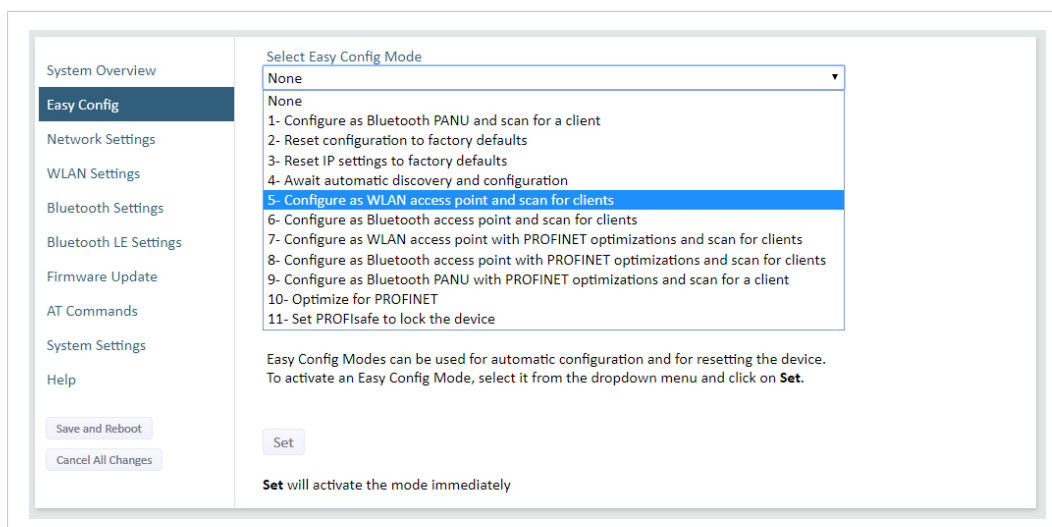 System Overview
Easy Config
Network Settings
WLAN Settings
Bluetooth Settings
Bluetooth LE Settings
Firmware Update
AT Commands
System Settings
Help
Save and Reboot
Cancel All Changes
Select Easy Config Mode
None
None
1- Configure as Bluetooth PANU and scan for a client
2- Reset configuration to factory defaults
3- Reset IP settings to factory defaults
4- Await automatic discovery and configuration
5- Configure as WLAN access point and scan for clients
6- Configure as Bluetooth access point and scan for clients
7- Configure as WLAN access point with PROFINET optimizations and scan for clients
8- Configure as Bluetooth access point with PROFINET optimizations and scan for clients
9- Configure as Bluetooth PANU with PROFINET optimizations and scan for a client
10- Optimize for PROFINET
11- Set PROFIsafe to lock the device
Easy Config Modes can be used for automatic configuration and for resetting the device.
To activate an Easy Config Mode, select it from the dropdown menu and click on Set.
Set
Set will activate the mode immediately